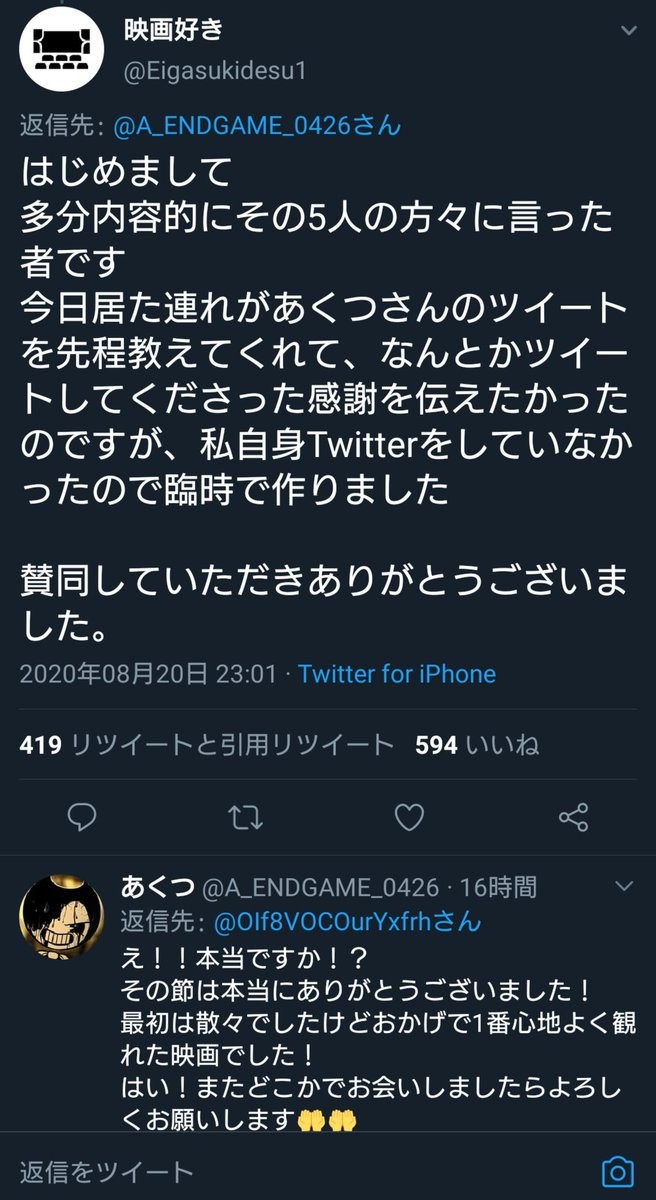 映画好き
@Eigasukidesu1
返信先: @A_ENDGAME_0426さん
はじめまして
多分内容的にその5人の方々に言った
者です
今日居た連れがあくつさんのツイート
を先程教えてくれて、なんとかツイー
トしてくださった感謝を伝えたかった
のですが、私自身Twitterをしていなか
ったので臨時で作りました
賛同していただきありがとうございま
した。
2020年08月20日 23:01 · Twitter for iPhone
419 リツイートと引用リツイート 594 いいね
あくつ @A_ENDGAME_0426 · 16時間
返信先: @OIf8VOCOurYxfrhさん
え！！本当ですか！？
その節は本当にありがとうございました！
最初は散々でしたけどおかげで1番心地よく観
れた映画でした！
はい！またどこかでお会いしましたらよろし
くお願いします🤲🤲
返信をツイート